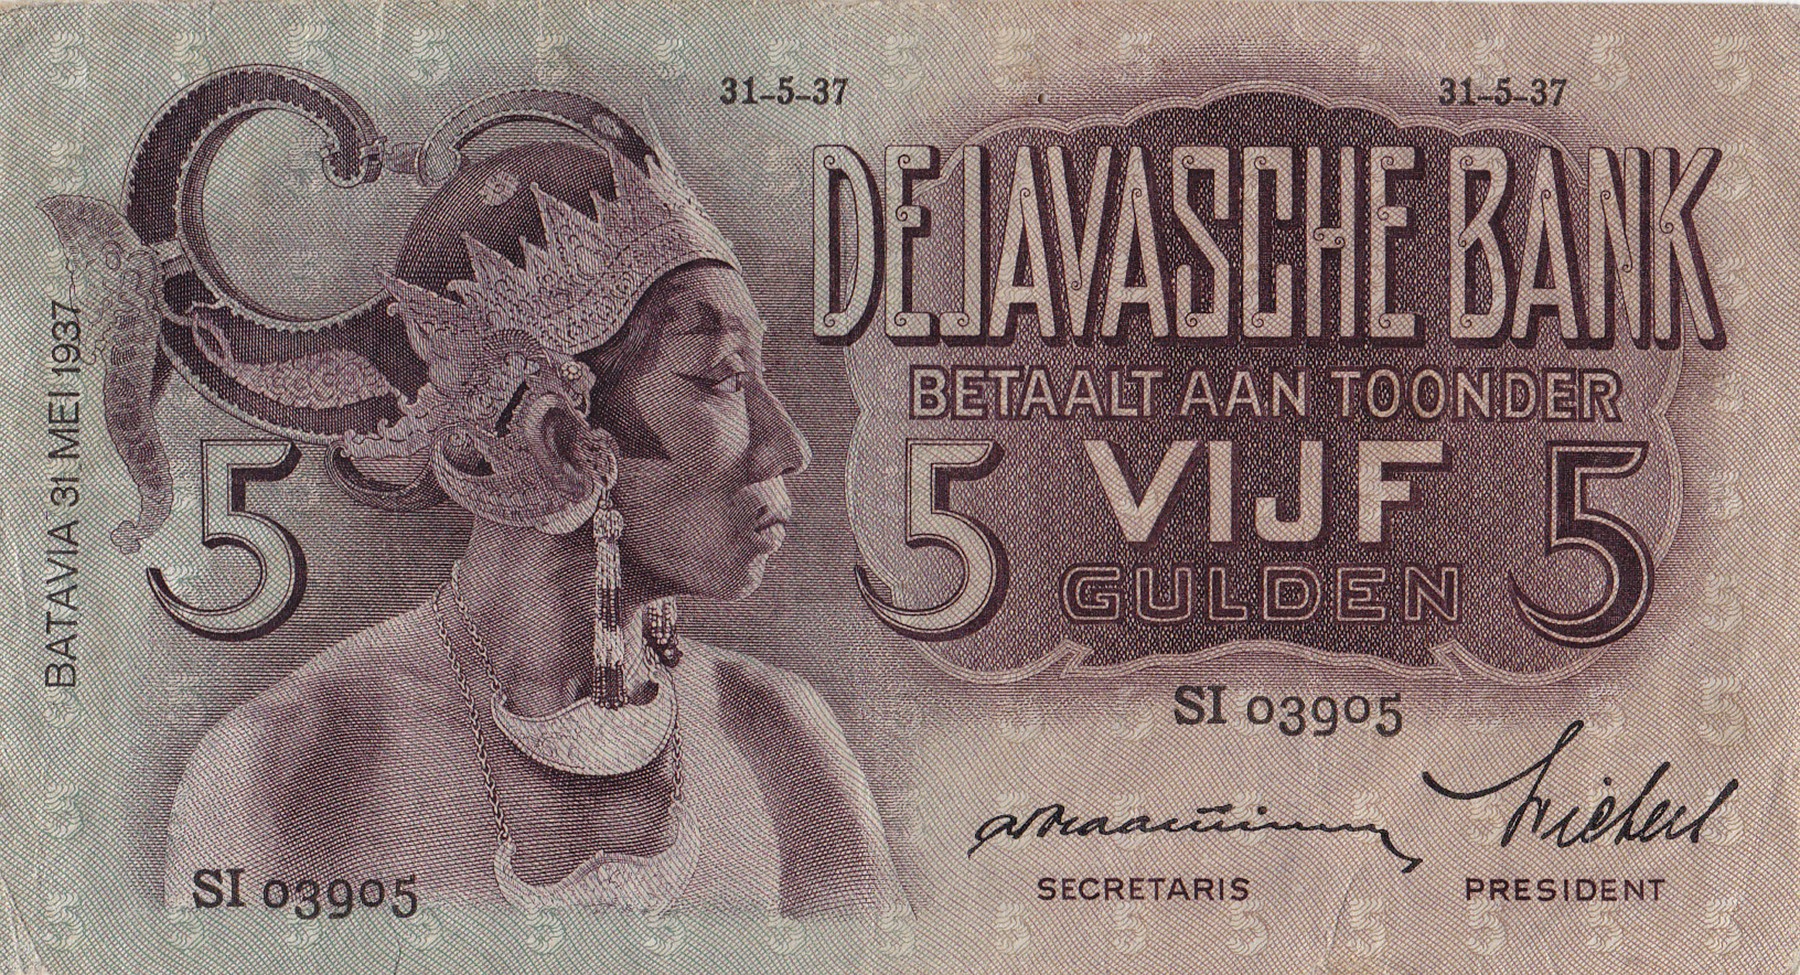 31-5-37
31-5-37
DE JAVASCHE BANK
BETAALT AAN TOONDER
5
5 VIJF 5
GULDEN
BATAVIA 31 MEI 1937
SI 03905
SI 03905
SECRETARIS
PRESIDENT